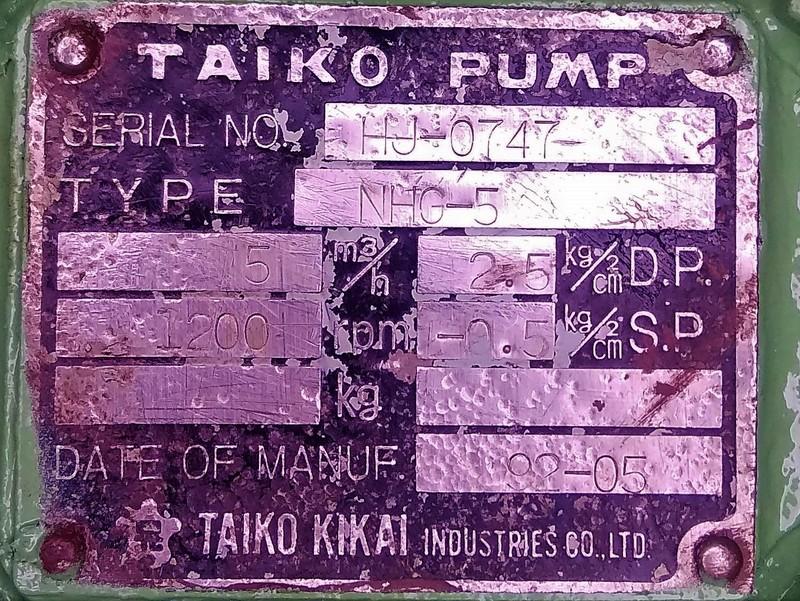 TAIKO PUMP
SERIAL NO. HJ-0747-
TYPE NHG-5
5 m3/h 2.5 kg/cm2 D.P.
1200 rpm -0.5 kg/cm2 S.P.
kg
DATE OF MANUF. 92-05
TAIKO KIKAI INDUSTRIES CO.,LTD.